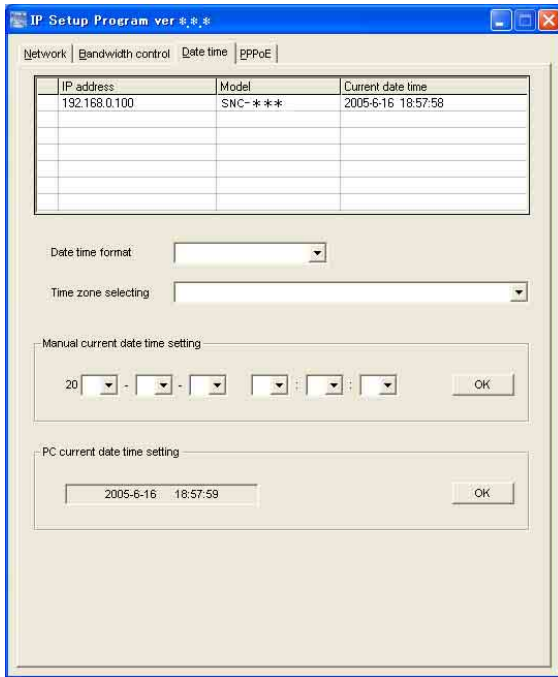 IP Setup Program ver *.*.*
Network Bandwidth control Date time PPPoE
IP address Model Current date time
192.168.0.100 SNC-*** 2005-6-16 18:57:58
Date time format
Time zone selecting
Manual current date time setting
20 - - : : OK
PC current date time setting
2005-6-16 18:57:59 OK